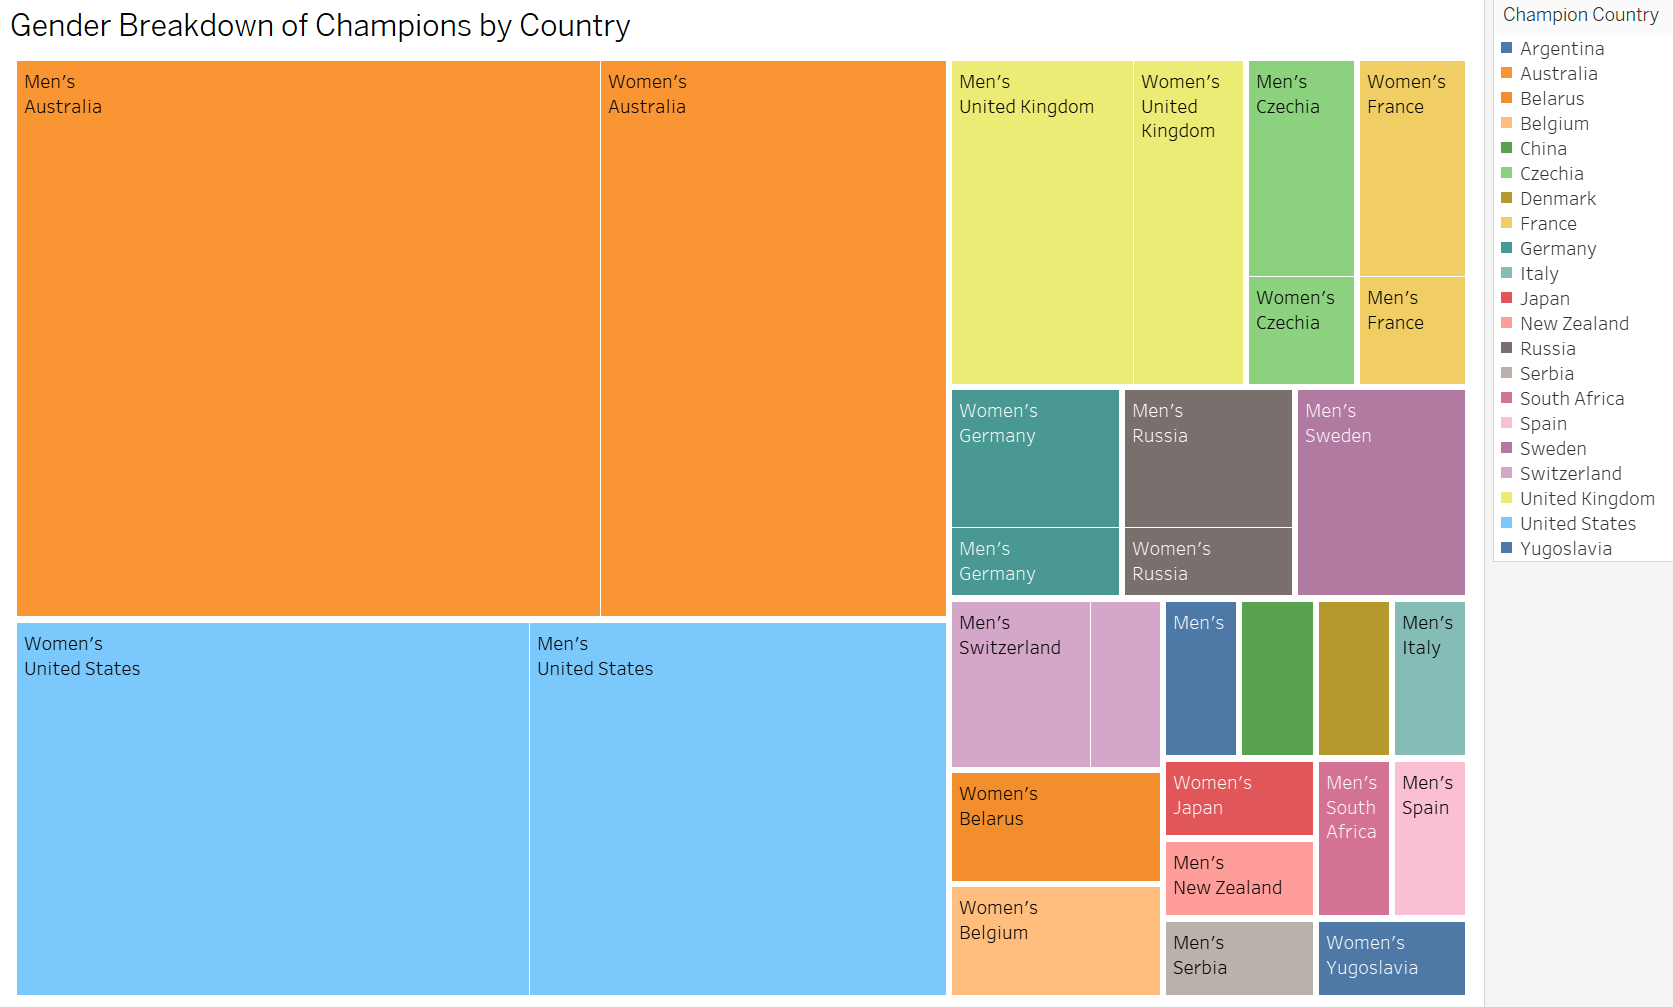 Gender Breakdown of Champions by Country
Men's
Australia
Women's
Australia
Women's
United States
Men's
United States
Men's
United Kingdom
Women's
United
Kingdom
Men's
Czechia
Women's
France
Women's
Czechia
Men's
France
Women's
Germany
Men's
Russia
Men's
Sweden
Men's
Germany
Women's
Russia
Men's
Switzerland
Men's
Men's
Italy
Women's
Belarus
Women's
Japan
Men's
South
Africa
Men's
Spain
Men's
New Zealand
Women's
Belgium
Men's
Serbia
Women's
Yugoslavia
Champion Country
Argentina
Australia
Belarus
Belgium
China
Czechia
Denmark
France
Germany
Italy
Japan
New Zealand
Russia
Serbia
South Africa
Spain
Sweden
Switzerland
United Kingdom
United States
Yugoslavia